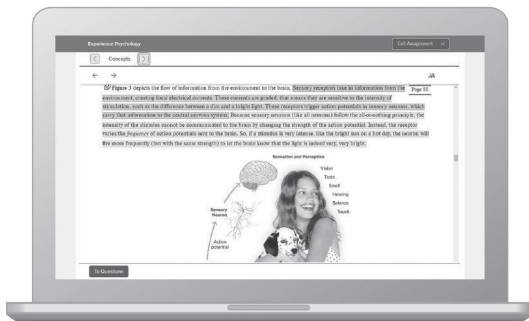 Experience Psychology
Exit Assignment ×
< Concepts >
← → AA
Figure 3 depicts the flow of information from the environment to the brain. Sensory receptors take in information from the
Page 85
environment, creating local electrical currents. These currents are graded; that means they are sensitive to the intensity of
stimulation, such as the difference between a dim and a bright light. These receptors trigger action potentials in sensory neurons, which
carry that information to the central nervous system. Because sensory neurons (like all neurons) follow the all-or-nothing principle, the
intensity of the stimulus cannot be communicated to the brain by changing the strength of the action potential. Instead, the receptor
varies the frequency of action potentials sent to the brain. So, if a stimulus is very intense, like the bright sun on a hot day, the neuron will
fire more frequently (but with the same strength) to let the brain know that the light is indeed very, very bright.
Sensation and Perception
Vision
Taste
Smell
Hearing
Balance
Touch
Sensory
Neuron
Action
potential
To Questions